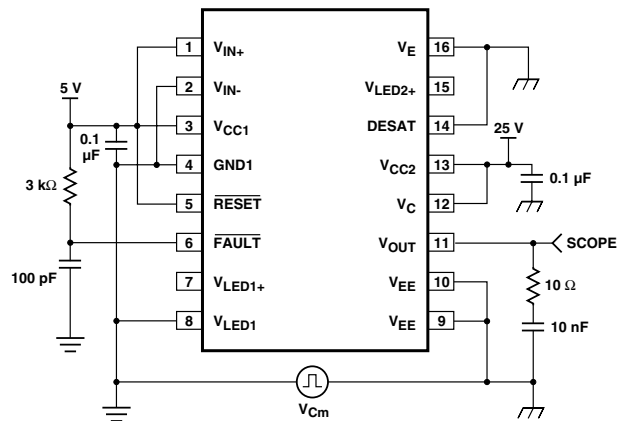 1 V_IN+ V_E 16
5 V 2 V_IN- V_LED2+ 15
3 V_CC1 DESAT 14
0.1 µF 25 V
4 GND1 V_CC2 13
3 kΩ 0.1 µF
5 RESET V_C 12
6 FAULT V_OUT 11 SCOPE
100 pF 7 V_LED1+ V_EE 10 10 Ω
8 V_LED1 V_EE 9 10 nF
V_Cm